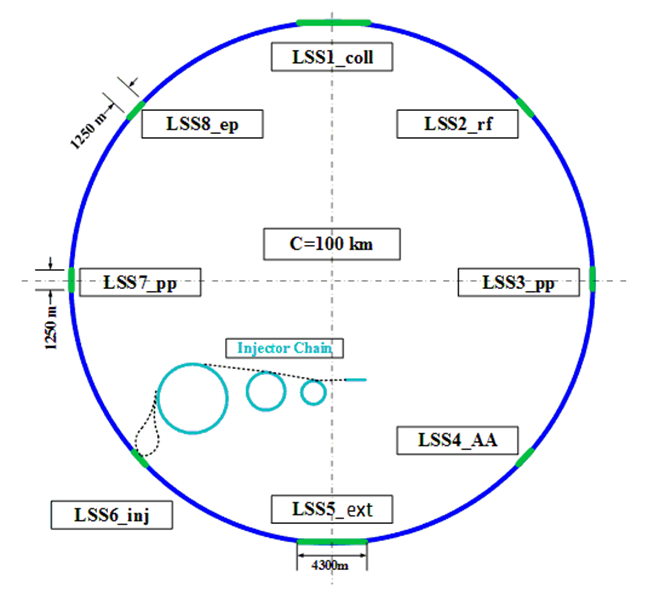 LSS1_coll
LSS8_ep
LSS2_rf
1250 m
C=100 km
LSS7_pp
LSS3_pp
1250 m
Injector Chain
LSS4_AA
LSS6_inj
LSS5_ext
4300m